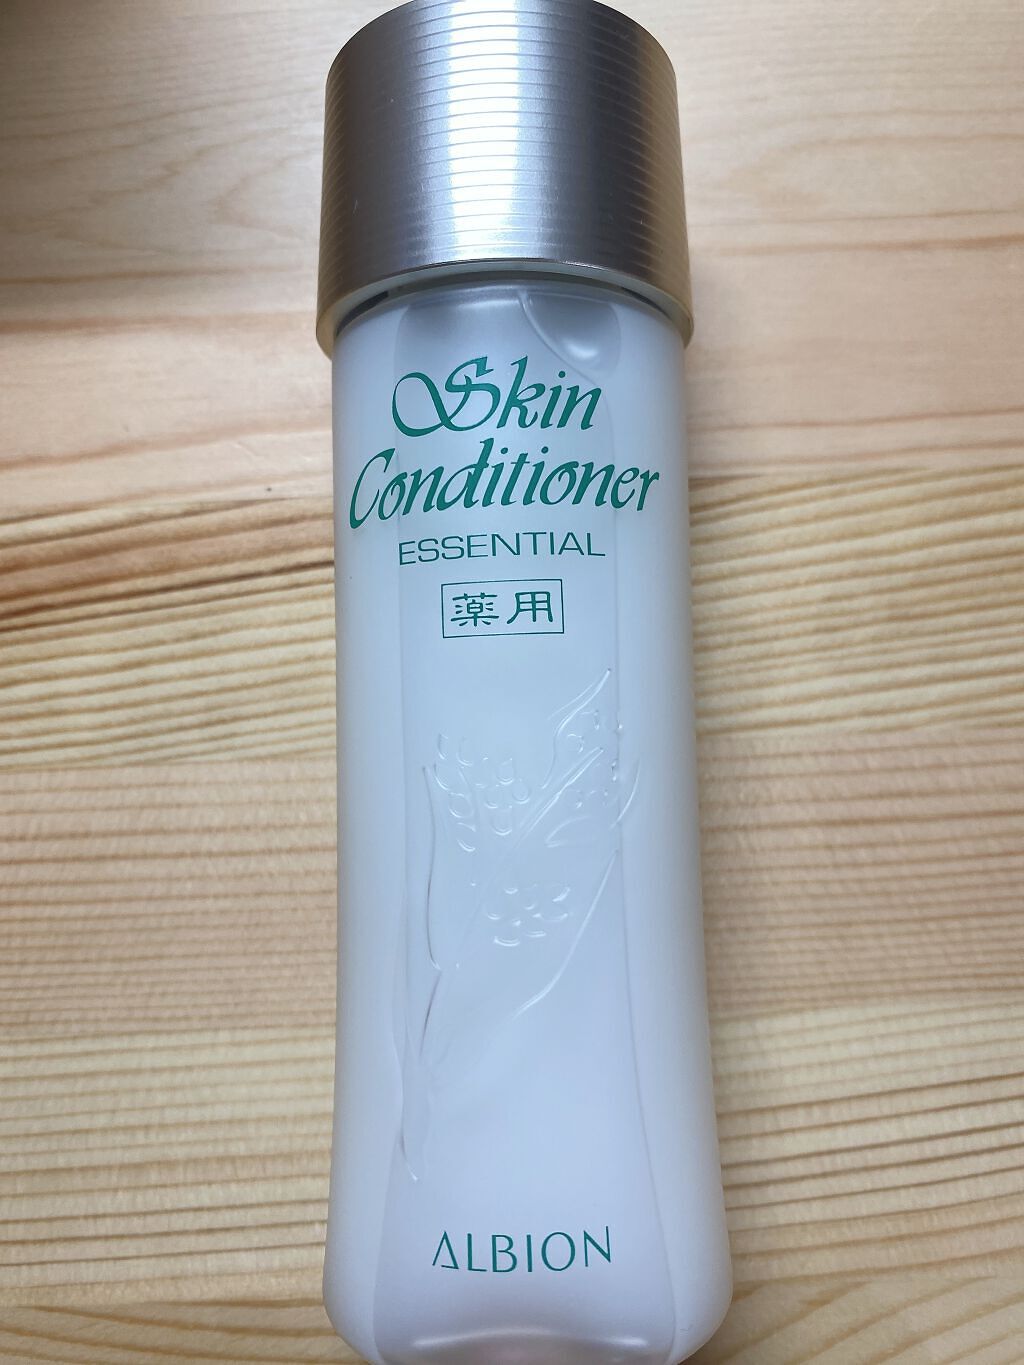 Skin
Conditioner
ESSENTIAL
薬用
ALBION